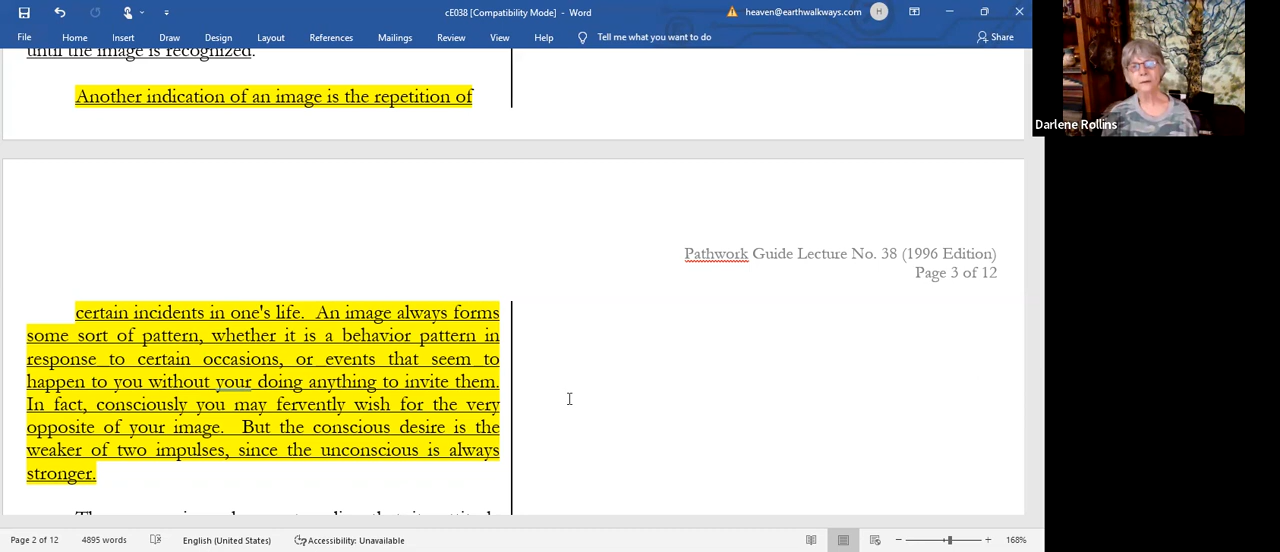 cE038 [Compatibility Mode] - Word
heaven@earthwalkways.com
H
File
Home
Insert
Draw
Design
Layout
References
Mailings
Review
View
Help
Tell me what you want to do
Share
until the image is recognized.
Another indication of an image is the repetition of
Pathwork Guide Lecture No. 38 (1996 Edition)
Page 3 of 12
certain incidents in one's life. An image always forms
some sort of pattern, whether it is a behavior pattern in
response to certain occasions, or events that seem to
happen to you without your doing anything to invite them.
In fact, consciously you may fervently wish for the very
opposite of your image. But the conscious desire is the
weaker of two impulses, since the unconscious is always
stronger.
Darlene Rollins
Page 2 of 12
4895 words
English (United States)
Accessibility: Unavailable
168%